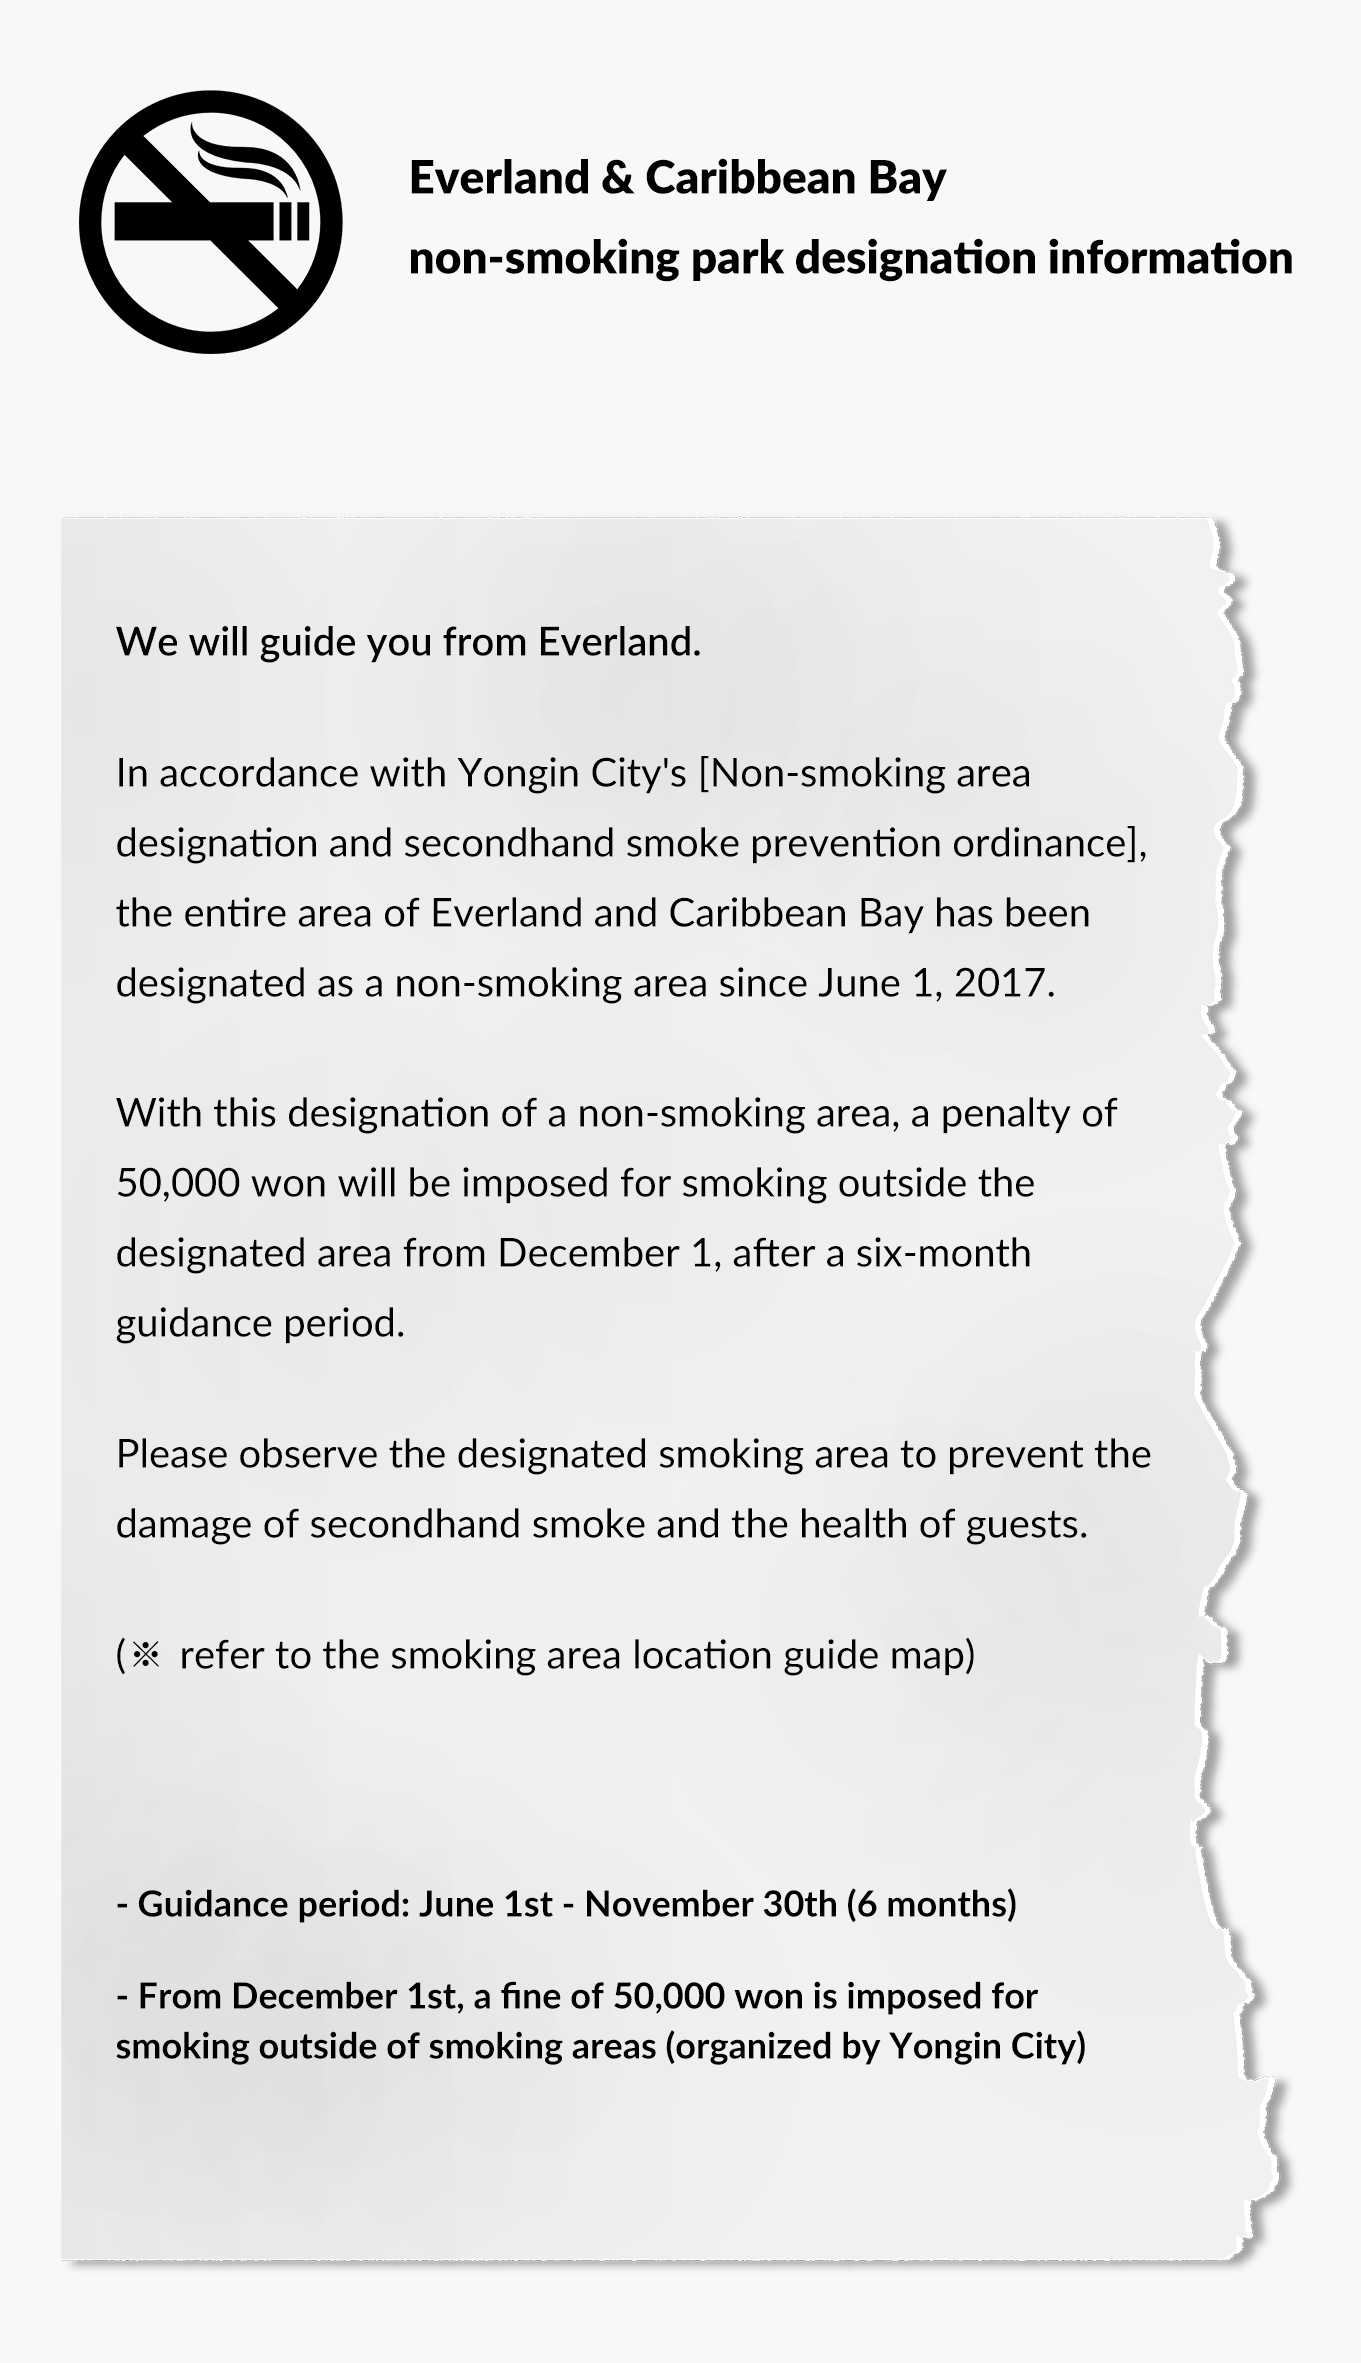 Everland & Caribbean Bay
non-smoking park designation information
We will guide you from Everland.
In accordance with Yongin City's [Non-smoking area
designation and secondhand smoke prevention ordinance],
the entire area of Everland and Caribbean Bay has been
designated as a non-smoking area since June 1, 2017.
With this designation of a non-smoking area, a penalty of
50,000 won will be imposed for smoking outside the
designated area from December 1, after a six-month
guidance period.
Please observe the designated smoking area to prevent the
damage of secondhand smoke and the health of guests.
(※ refer to the smoking area location guide map)
- Guidance period: June 1st - November 30th (6 months)
- From December 1st, a fine of 50,000 won is imposed for
smoking outside of smoking areas (organized by Yongin City)